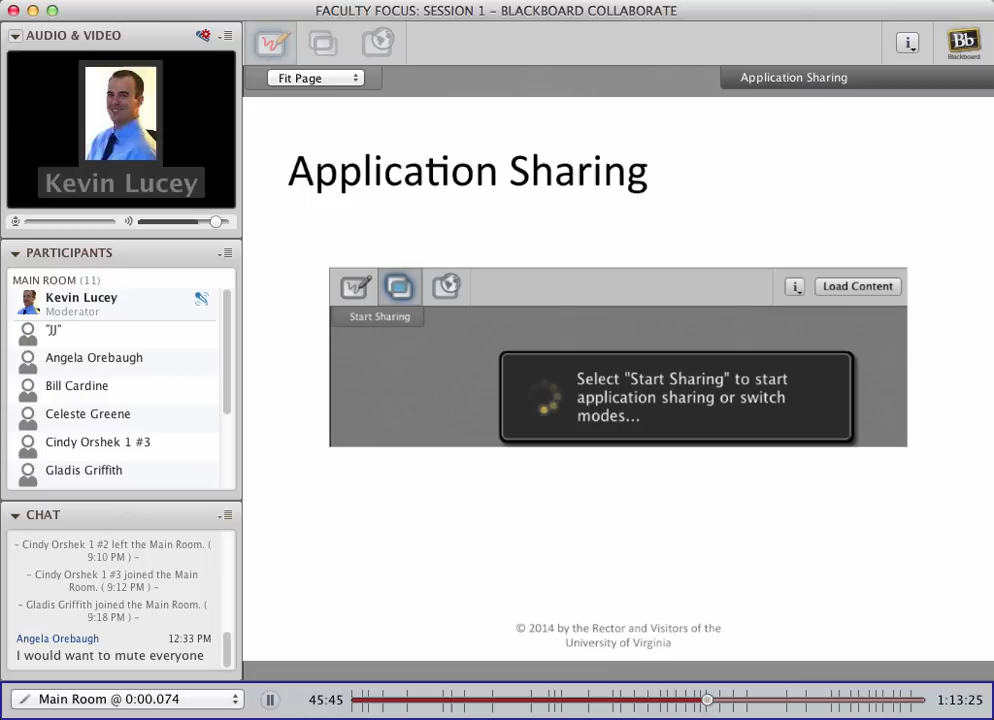 FACULTY FOCUS: SESSION 1 – BLACKBOARD COLLABORATE
AUDIO & VIDEO
Kevin Lucey
PARTICIPANTS
MAIN ROOM (11)
Kevin Lucey
Moderator
"JJ"
Angela Orebaugh
Bill Cardine
Celeste Greene
Cindy Orshek 1 #3
Gladis Griffith
CHAT
– Cindy Orshek 1 #2 left the Main Room. (
9:10 PM ) –
– Cindy Orshek 1 #3 joined the Main
Room. ( 9:12 PM ) –
– Gladis Griffith joined the Main Room. (
9:18 PM ) –
Angela Orebaugh 12:33 PM
I would want to mute everyone
i
Bb
Blackboard
Fit Page
Application Sharing
Application Sharing
i
Load Content
Start Sharing
Select "Start Sharing" to start
application sharing or switch
modes...
© 2014 by the Rector and Visitors of the
University of Virginia
Main Room @ 0:00.074
45:45
1:13:25